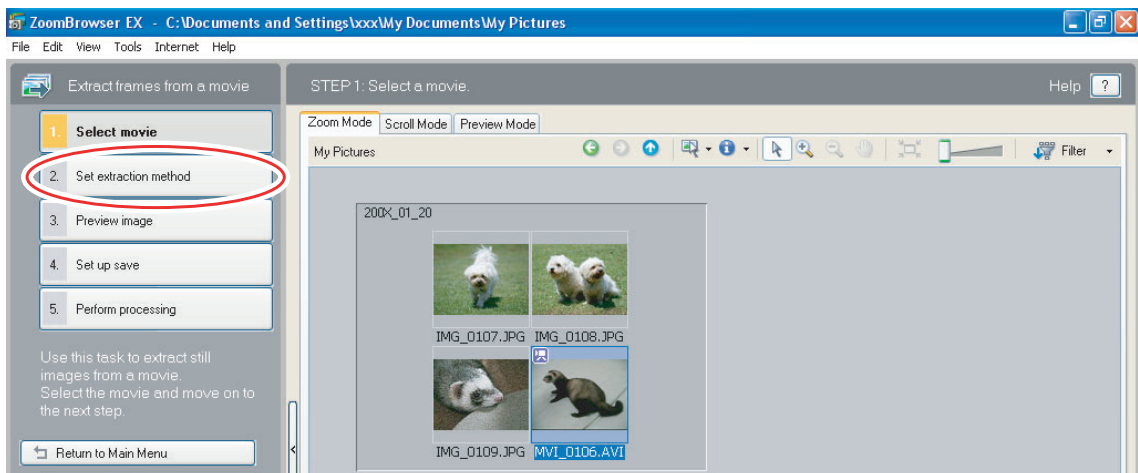 ZoomBrowser EX - C:\Documents and Settings\xxx\My Documents\My Pictures
File Edit View Tools Internet Help
Extract frames from a movie
1. Select movie
2. Set extraction method
3. Preview image
4. Set up save
5. Perform processing
Use this task to extract still
images from a movie.
Select the movie and move on to
the next step.
Return to Main Menu
STEP 1: Select a movie.
Help ?
Zoom Mode Scroll Mode Preview Mode
My Pictures
Filter
200X_01_20
IMG_0107.JPG IMG_0108.JPG
IMG_0109.JPG MVI_0106.AVI